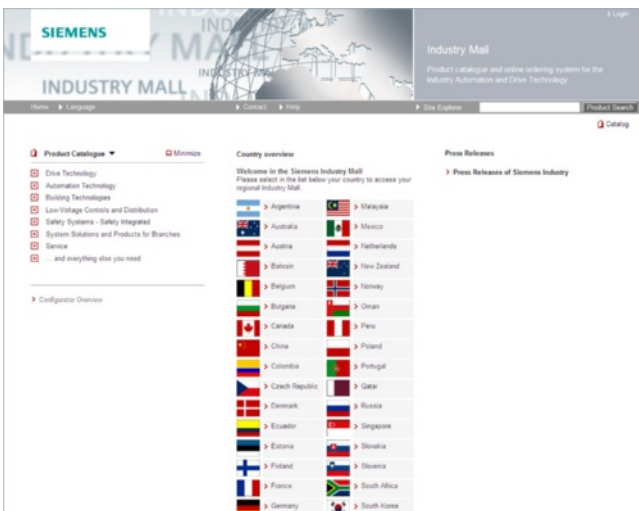 SIEMENS
INDUSTRY MALL
> Login
Industry Mall
Product catalogue and online ordering system for the
Industry Automation and Drive Technology
Home
Language
Contact
Help
Site Explorer
Product Search
Catalog
Product Catalogue
Minimize
Drive Technology
Automation Technology
Building Technologies
Low-Voltage Controls and Distribution
Safety Systems - Safety Integrated
System Solutions and Products for Branches
Service
... and everything else you need
> Configurator Overview
Country overview
Welcome in the Siemens Industry Mall
Please select in the list below your country to access your
regional Industry Mall.
> Argentina
> Malaysia
> Australia
> Mexico
> Austria
> Netherlands
> Bahrain
> New Zealand
> Belgium
> Norway
> Bulgaria
> Oman
> Canada
> Peru
> China
> Poland
> Colombia
> Portugal
> Czech Republic
> Qatar
> Denmark
> Russia
> Ecuador
> Singapore
> Estonia
> Slovakia
> Finland
> Slovenia
> France
> South Africa
> Germany
> South Korea
Press Releases
> Press Releases of Siemens Industry